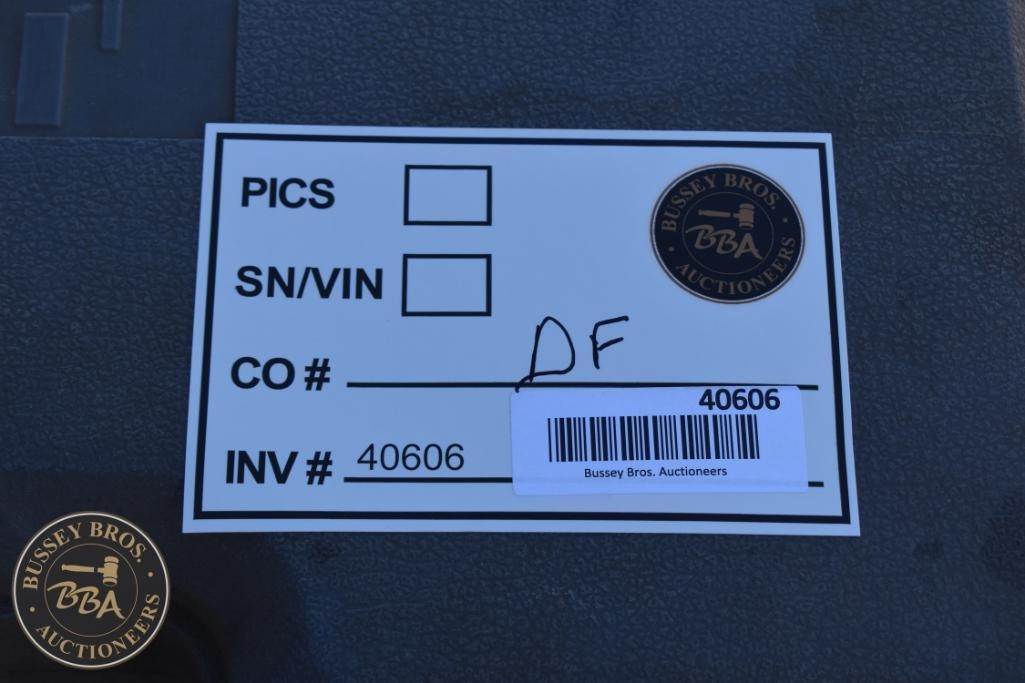 PICS
BUSSEY BROS.
BBA
AUCTIONEERS
SN/VIN
CO # DF
40606
INV # 40606
Bussey Bros. Auctioneers
BUSSEY BROS.
BBA
AUCTIONEERS